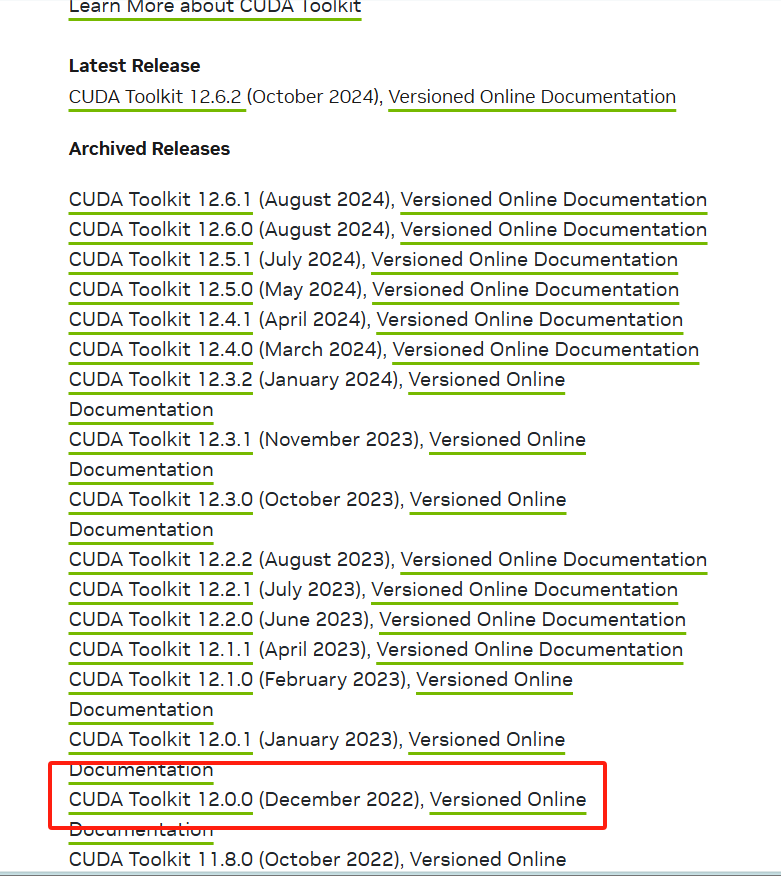 Learn More about CUDA Toolkit
Latest Release
CUDA Toolkit 12.6.2 (October 2024), Versioned Online Documentation
Archived Releases
CUDA Toolkit 12.6.1 (August 2024), Versioned Online Documentation
CUDA Toolkit 12.6.0 (August 2024), Versioned Online Documentation
CUDA Toolkit 12.5.1 (July 2024), Versioned Online Documentation
CUDA Toolkit 12.5.0 (May 2024), Versioned Online Documentation
CUDA Toolkit 12.4.1 (April 2024), Versioned Online Documentation
CUDA Toolkit 12.4.0 (March 2024), Versioned Online Documentation
CUDA Toolkit 12.3.2 (January 2024), Versioned Online
Documentation
CUDA Toolkit 12.3.1 (November 2023), Versioned Online
Documentation
CUDA Toolkit 12.3.0 (October 2023), Versioned Online
Documentation
CUDA Toolkit 12.2.2 (August 2023), Versioned Online Documentation
CUDA Toolkit 12.2.1 (July 2023), Versioned Online Documentation
CUDA Toolkit 12.2.0 (June 2023), Versioned Online Documentation
CUDA Toolkit 12.1.1 (April 2023), Versioned Online Documentation
CUDA Toolkit 12.1.0 (February 2023), Versioned Online
Documentation
CUDA Toolkit 12.0.1 (January 2023), Versioned Online
Documentation
CUDA Toolkit 12.0.0 (December 2022), Versioned Online
Documentation
CUDA Toolkit 11.8.0 (October 2022), Versioned Online